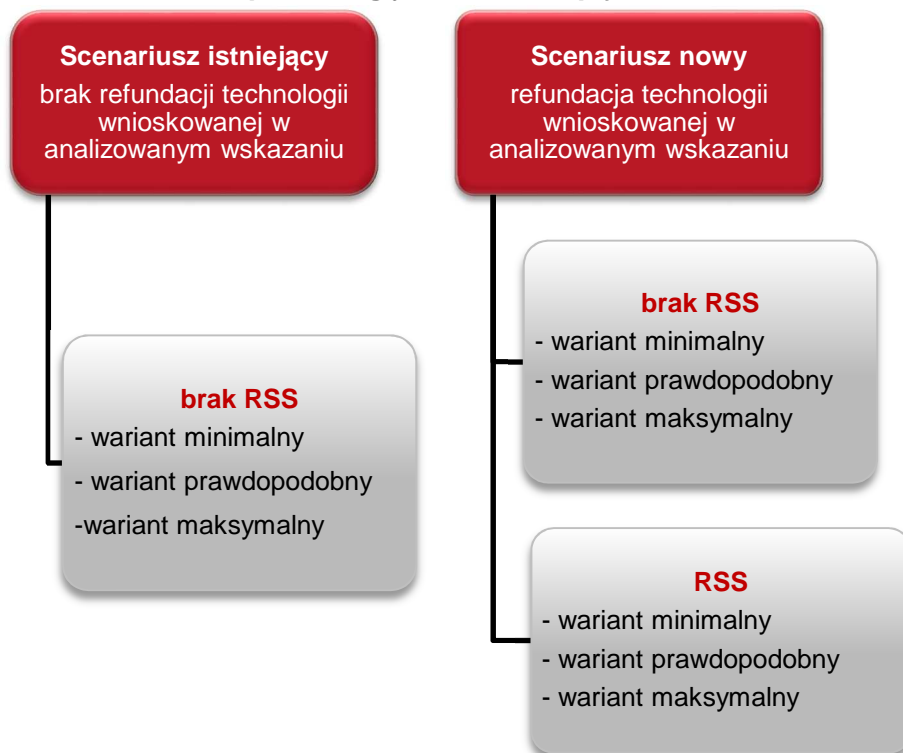 Scenariusz istniejący
brak refundacji technologii
wnioskowanej w
analizowanym wskazaniu
brak RSS
- wariant minimalny
- wariant prawdopodobny
-wariant maksymalny
Scenariusz nowy
refundacja technologii
wnioskowanej w
analizowanym wskazaniu
brak RSS
- wariant minimalny
- wariant prawdopodobny
- wariant maksymalny
RSS
- wariant minimalny
- wariant prawdopodobny
- wariant maksymalny